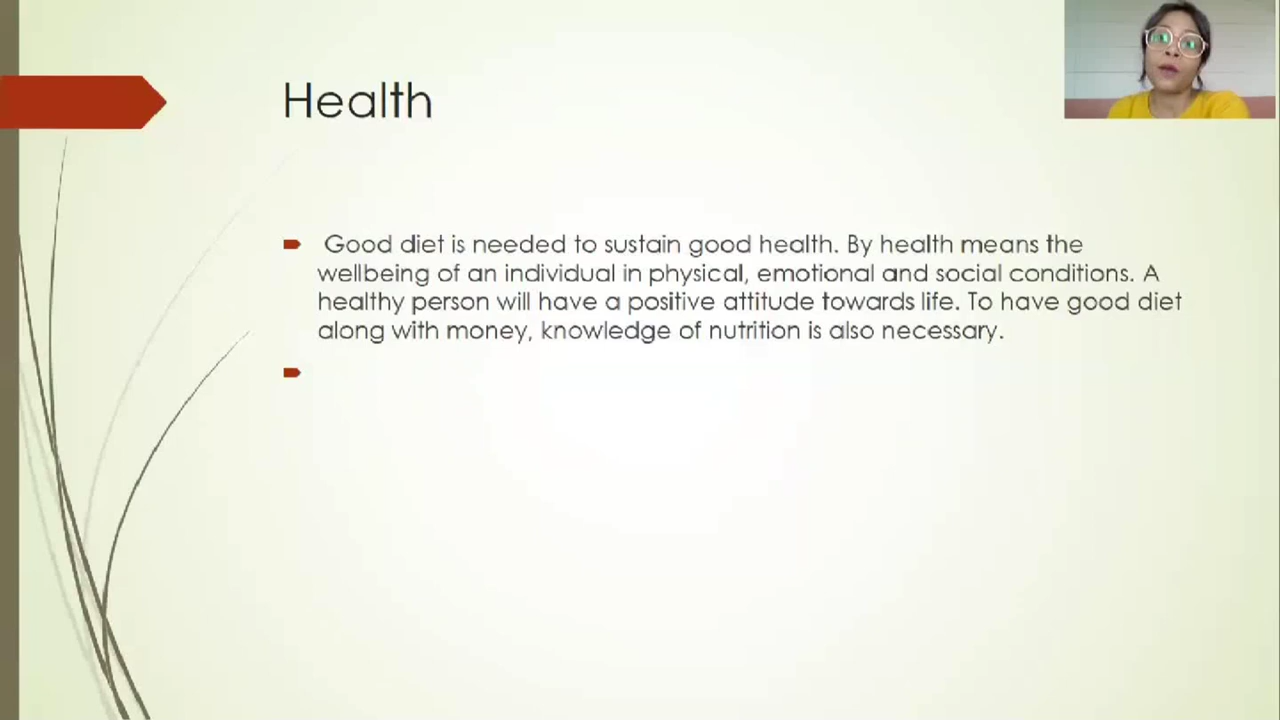 Health
Good diet is needed to sustain good health. By health means the
wellbeing of an individual in physical, emotional and social conditions. A
healthy person will have a positive attitude towards life. To have good diet
along with money, knowledge of nutrition is also necessary.